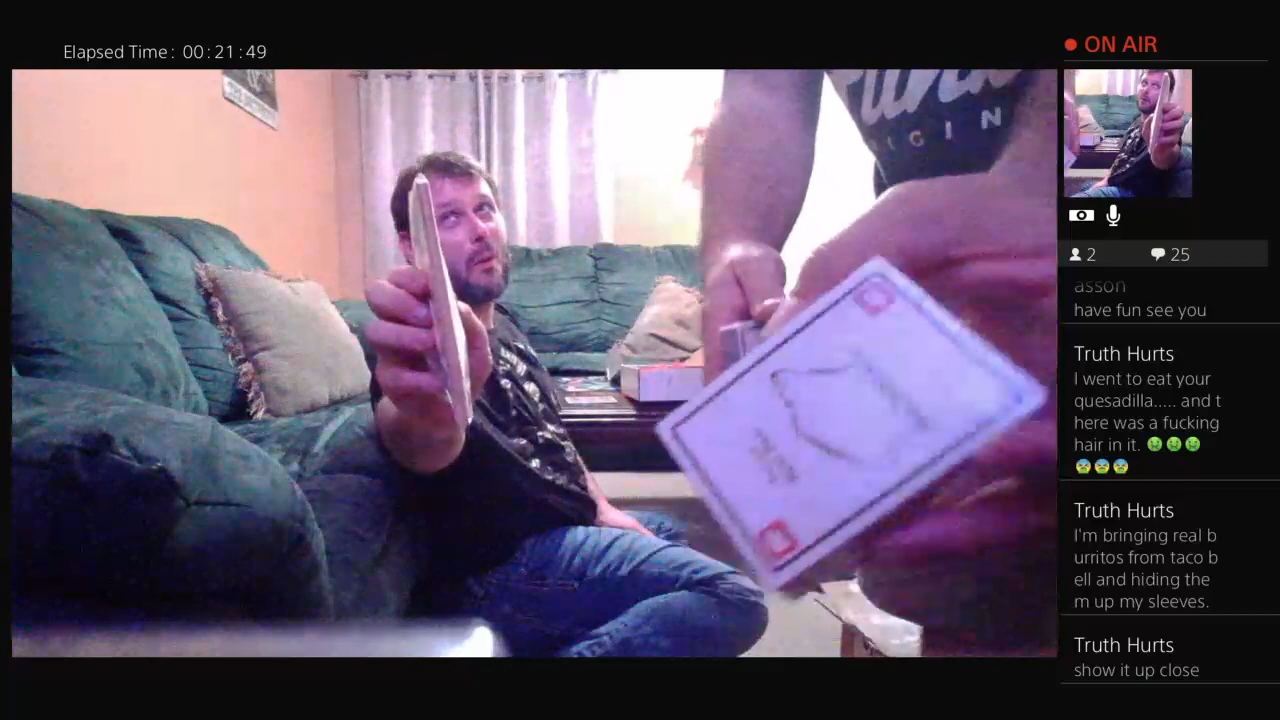 Elapsed Time: 00:21:49
ON AIR
IGIN
2
25
asson
have fun see you
Truth Hurts
I went to eat your
quesadilla..... and t
here was a fucking
hair in it. 🤢🤢🤢
😰😰😰
Truth Hurts
I'm bringing real b
urritos from taco b
ell and hiding the
m up my sleeves.
Truth Hurts
show it up close